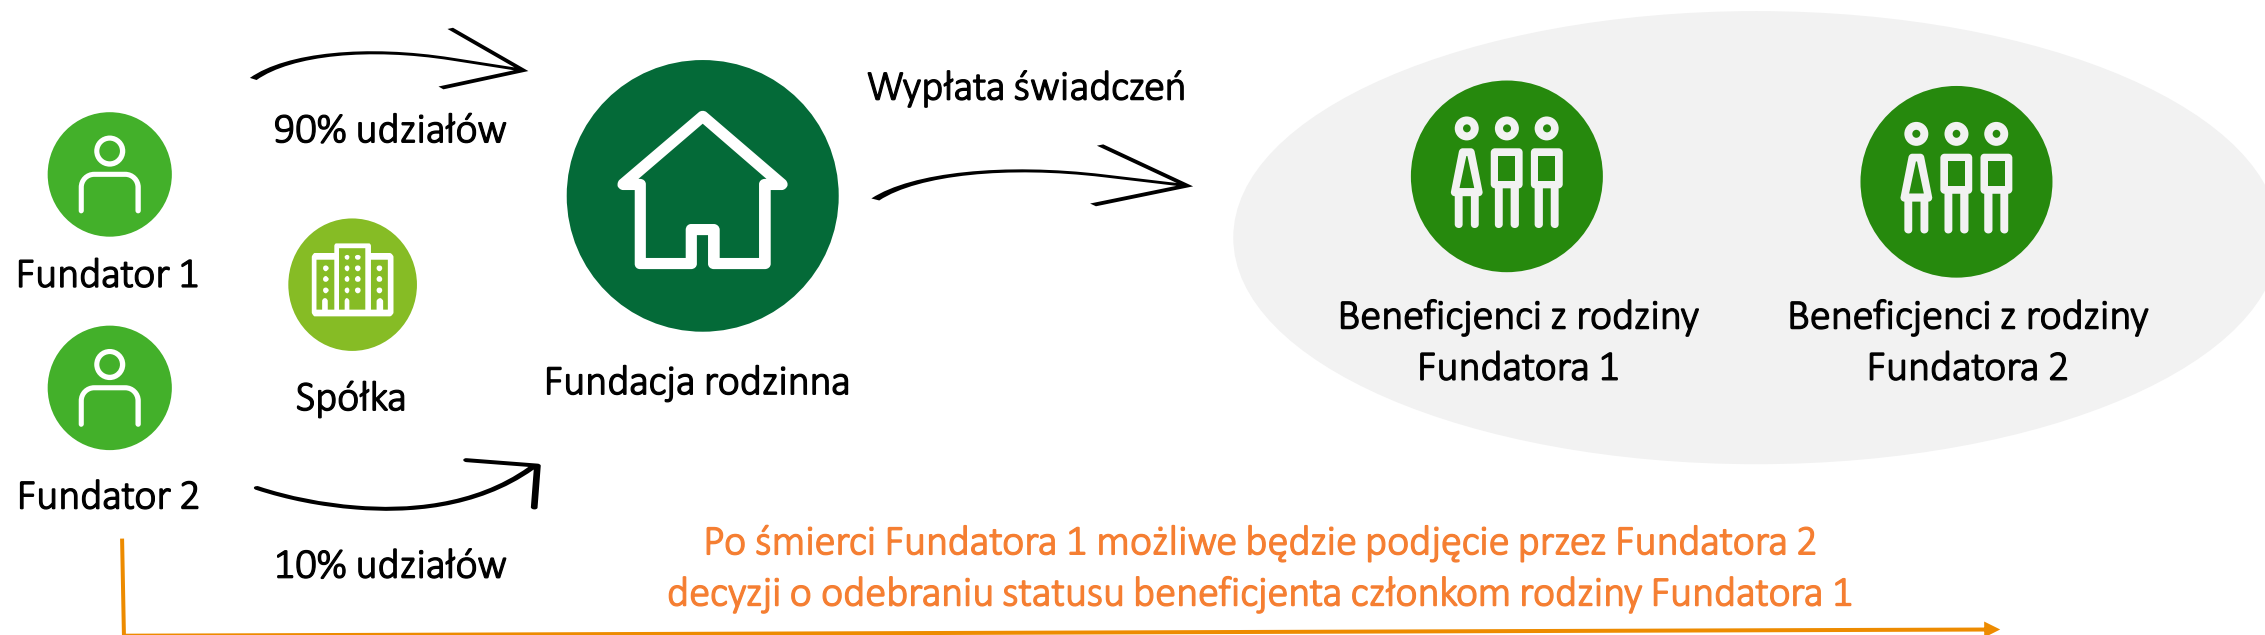 90% udziałów
Fundator 1
Spółka
Fundator 2
10% udziałów
Fundacja rodzinna
Wypłata świadczeń
Beneficjenci z rodziny
Fundatora 1
Beneficjenci z rodziny
Fundatora 2
Po śmierci Fundatora 1 możliwe będzie podjęcie przez Fundatora 2
decyzji o odebraniu statusu beneficjenta członkom rodziny Fundatora 1